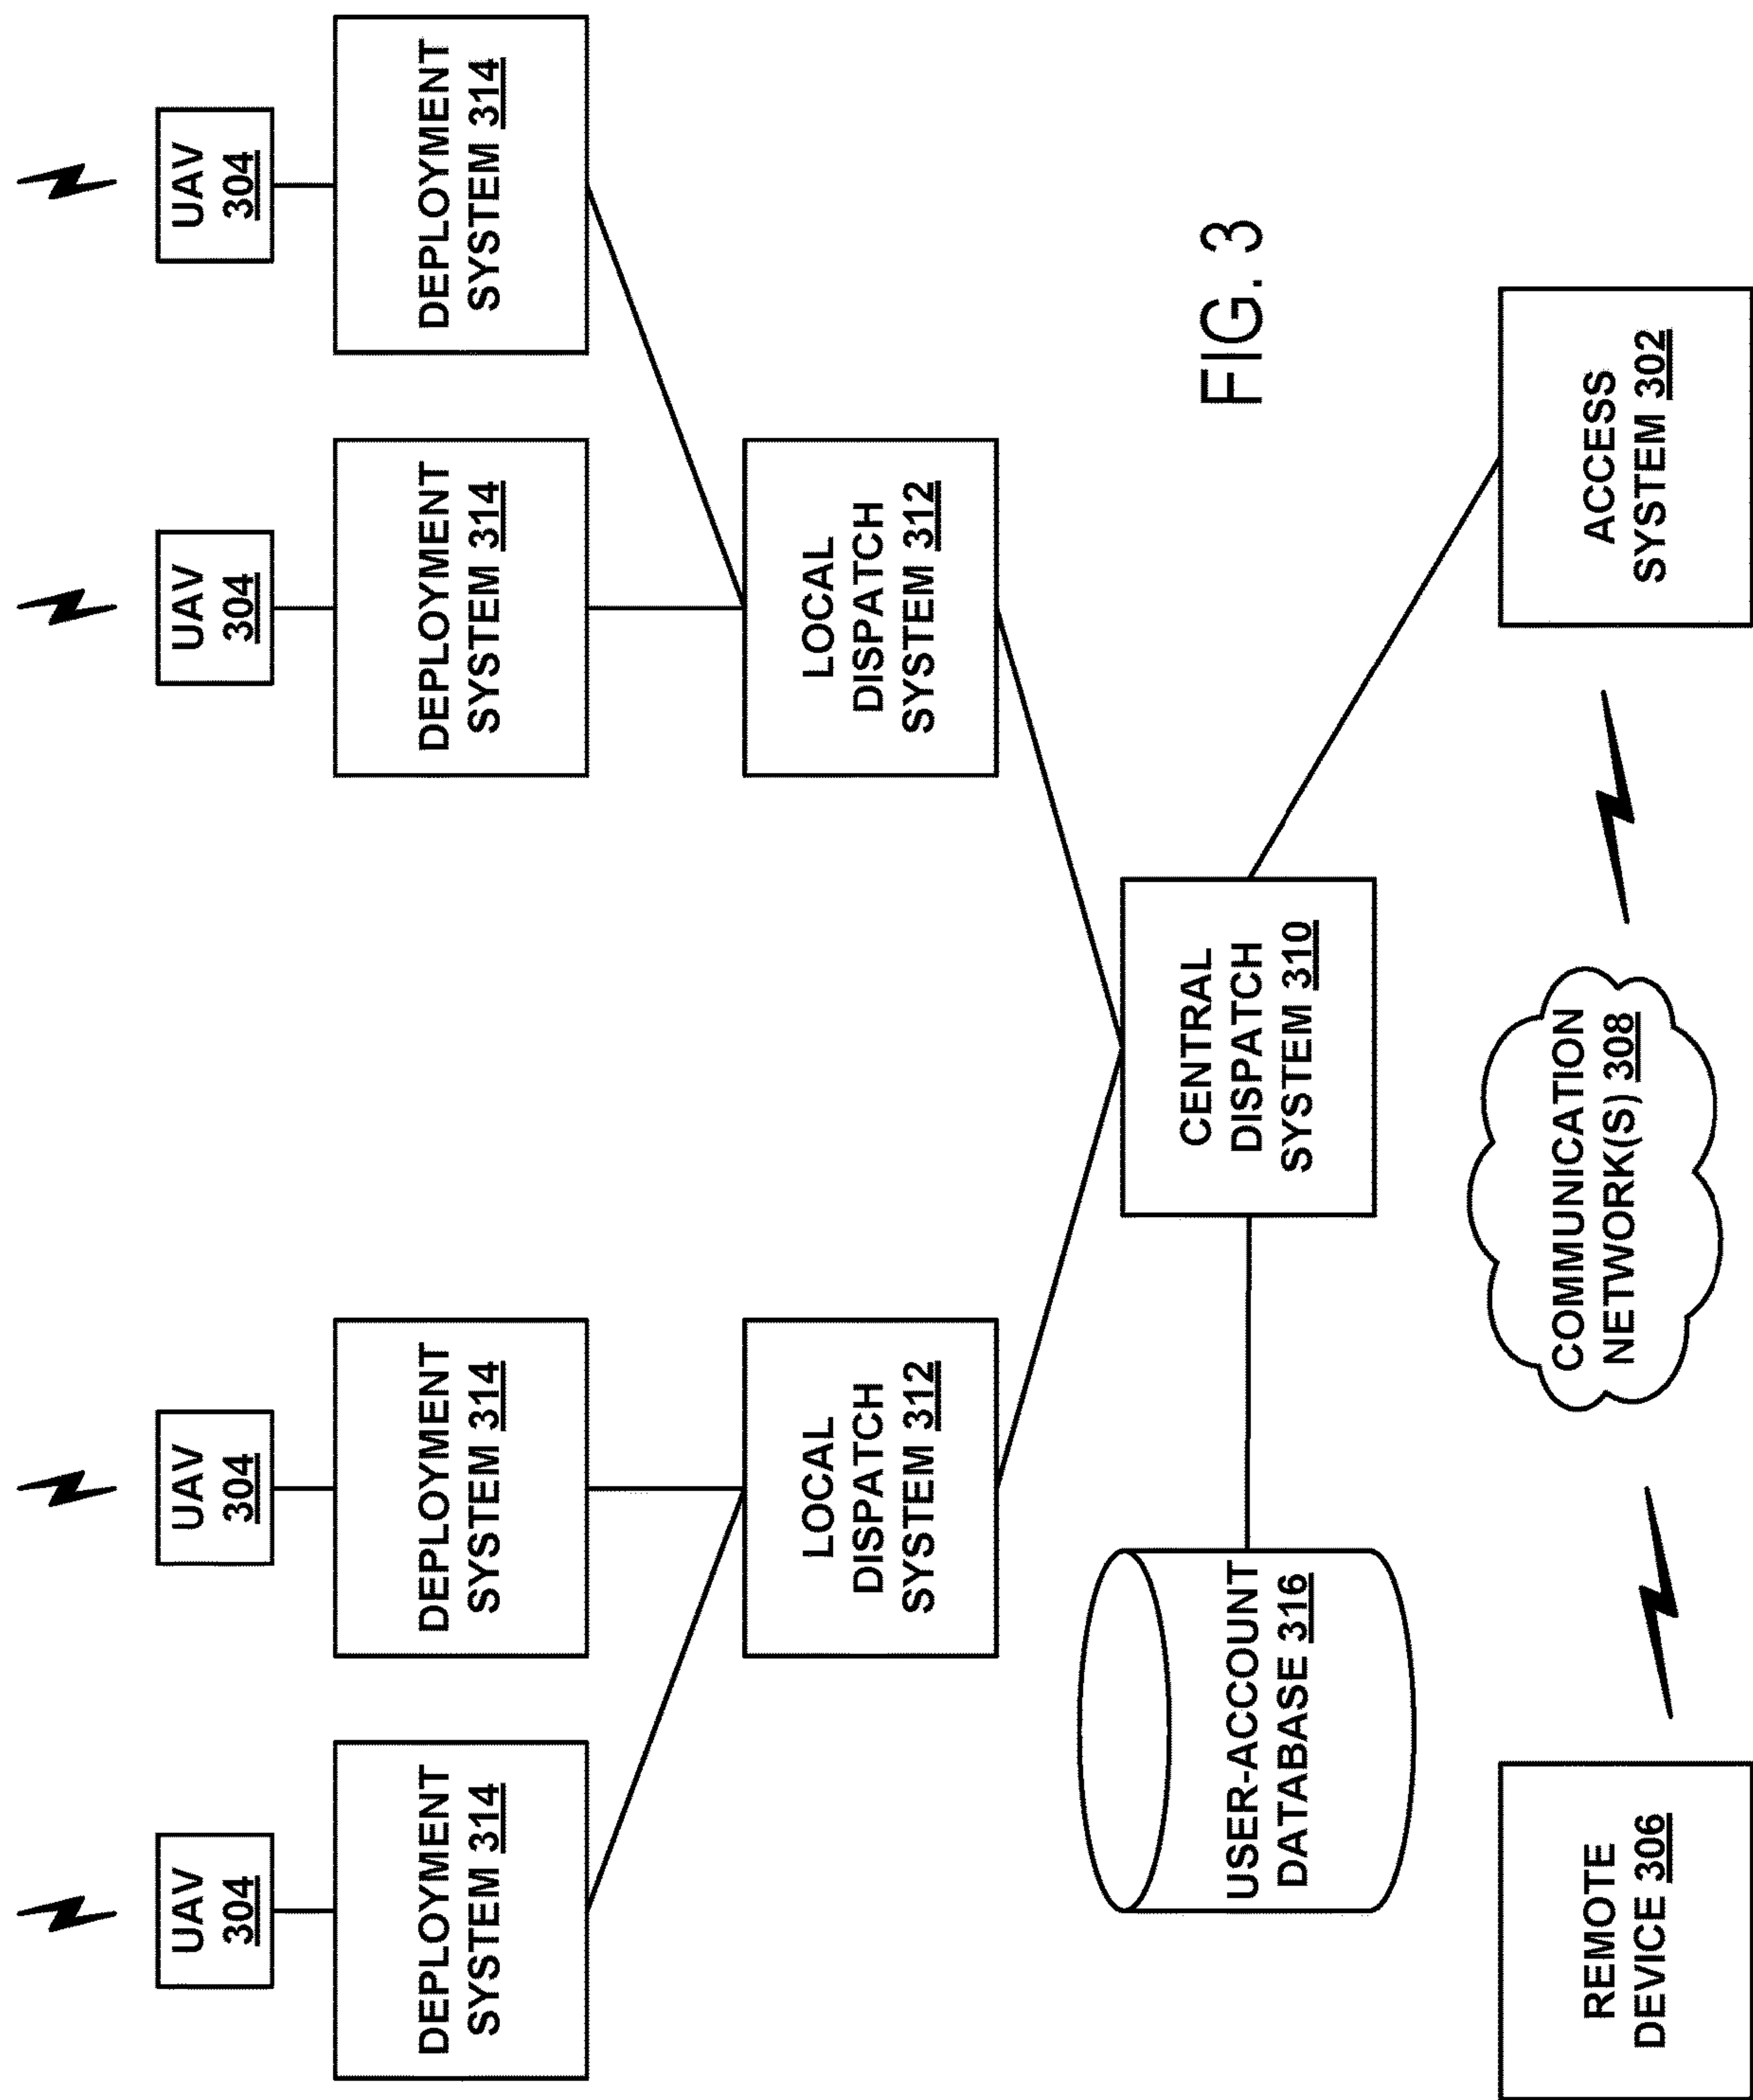 UAV
304
UAV
304
UAV
304
UAV
304
DEPLOYMENT
SYSTEM 314
DEPLOYMENT
SYSTEM 314
DEPLOYMENT
SYSTEM 314
DEPLOYMENT
SYSTEM 314
LOCAL
DISPATCH
SYSTEM 312
LOCAL
DISPATCH
SYSTEM 312
USER-ACCOUNT
DATABASE 316
CENTRAL
DISPATCH
SYSTEM 310
FIG. 3
REMOTE
DEVICE 306
COMMUNICATION
NETWORK(S) 308
ACCESS
SYSTEM 302